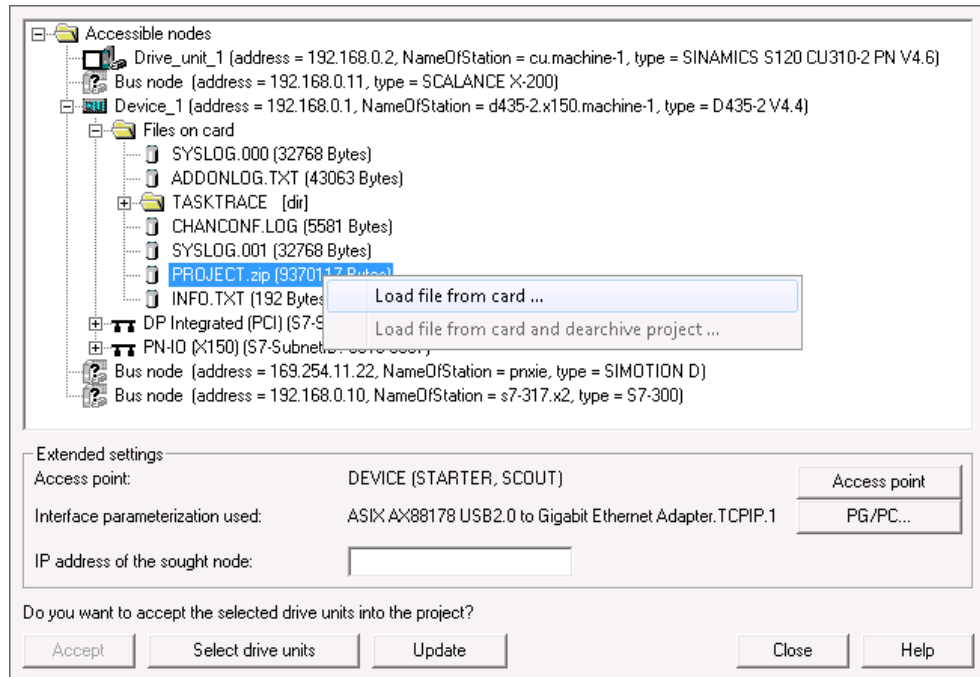 Accessible nodes
Drive_unit_1 (address = 192.168.0.2, NameOfStation = cu.machine-1, type = SINAMICS S120 CU310-2 PN V4.6)
Bus node (address = 192.168.0.11, type = SCALANCE X-200)
Device_1 (address = 192.168.0.1, NameOfStation = d435-2.x150.machine-1, type = D435-2 V4.4)
Files on card
SYSLOG.000 (32768 Bytes)
ADDONLOG.TXT (43063 Bytes)
TASKTRACE [dir]
CHANCONF.LOG (5581 Bytes)
SYSLOG.001 (32768 Bytes)
PROJECT.zip (9370117 Bytes)
Load file from card ...
INFO.TXT (192 Bytes
DP Integrated (PCI) (S7-S
Load file from card and dearchive project ...
PN-IO (X150) (S7-Subnet
Bus node (address = 169.254.11.22, NameOfStation = pnxie, type = SIMOTION D)
Bus node (address = 192.168.0.10, NameOfStation = s7-317.x2, type = S7-300)
Extended settings
Access point: DEVICE (STARTER, SCOUT) Access point
Interface parameterization used: ASIX AX88178 USB2.0 to Gigabit Ethernet Adapter.TCPIP.1 PG/PC...
IP address of the sought node:
Do you want to accept the selected drive units into the project?
Accept Select drive units Update Close Help